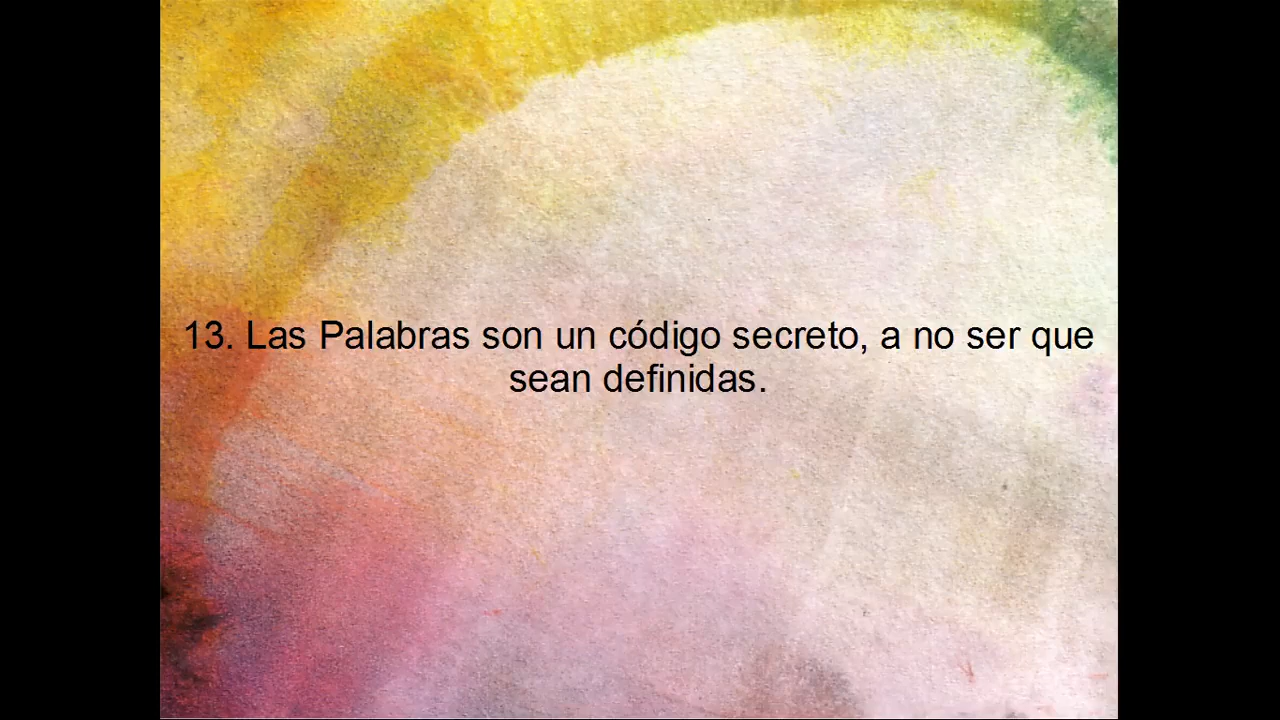 13. Las Palabras son un código secreto, a no ser que
sean definidas.